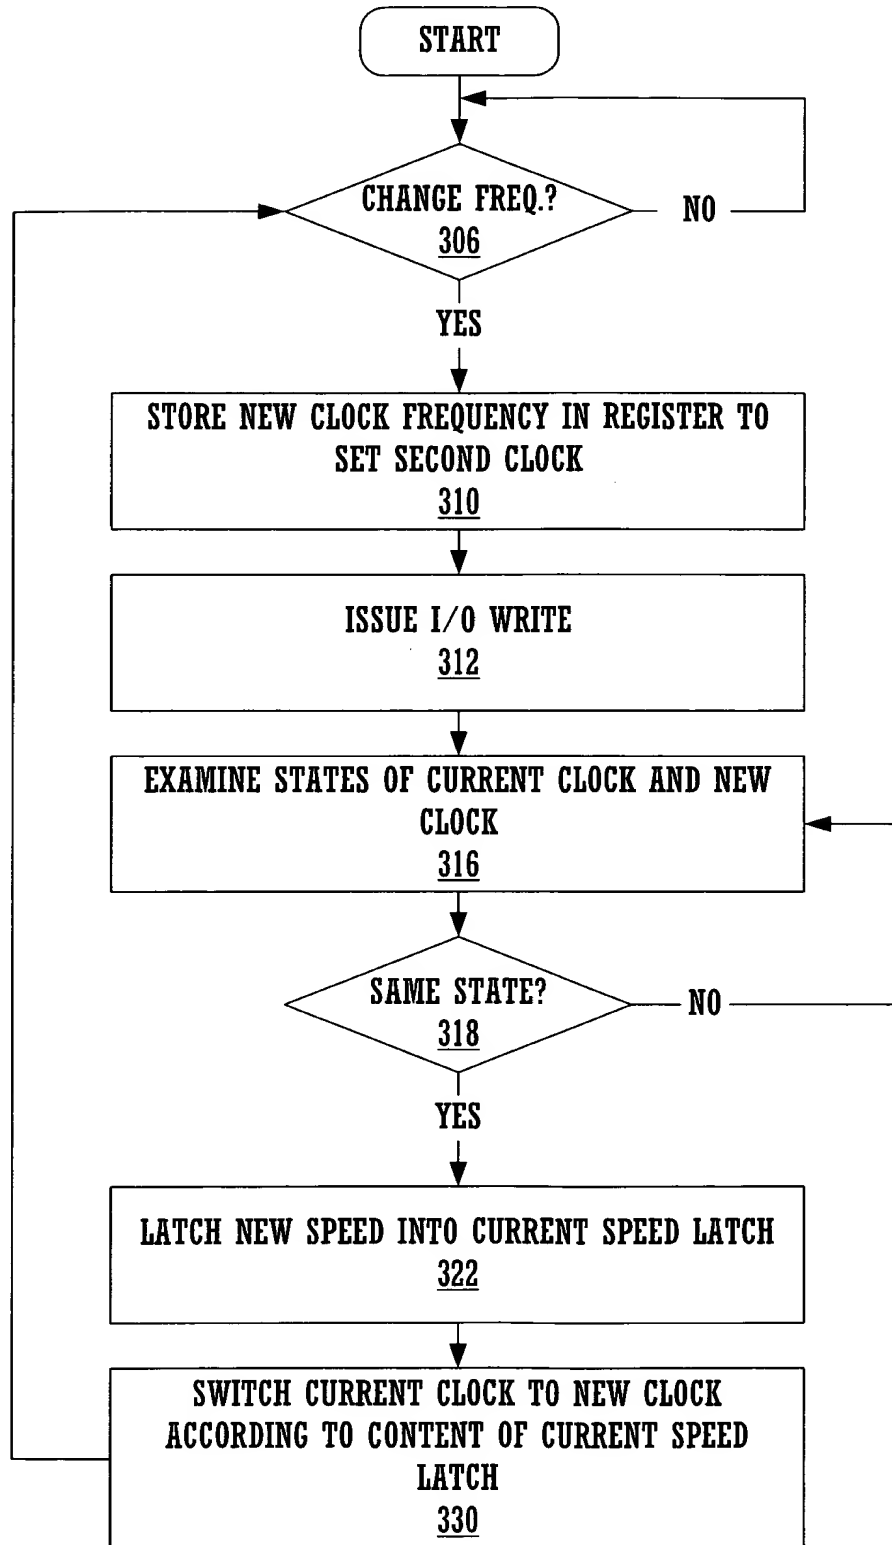 START
CHANGE FREQ.?
306
NO
YES
STORE NEW CLOCK FREQUENCY IN REGISTER TO
SET SECOND CLOCK
310
ISSUE I/O WRITE
312
EXAMINE STATES OF CURRENT CLOCK AND NEW
CLOCK
316
SAME STATE?
318
NO
YES
LATCH NEW SPEED INTO CURRENT SPEED LATCH
322
SWITCH CURRENT CLOCK TO NEW CLOCK
ACCORDING TO CONTENT OF CURRENT SPEED
LATCH
330